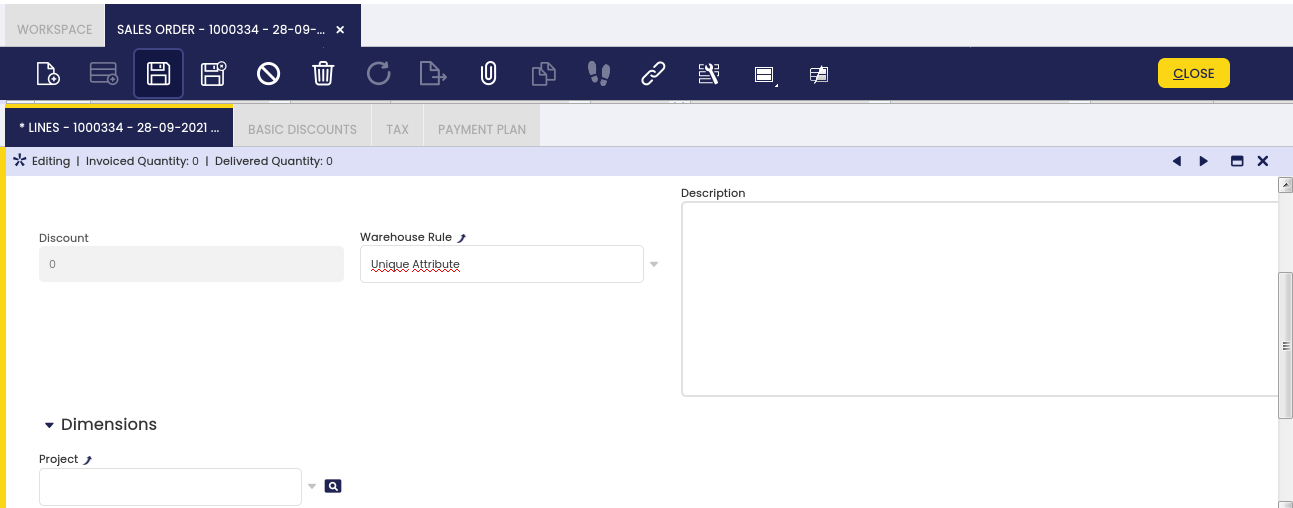 WORKSPACE
SALES ORDER - 1000334 - 28-09-...
CLOSE
* LINES - 1000334 - 28-09-2021 ...
BASIC DISCOUNTS
TAX
PAYMENT PLAN
Editing | Invoiced Quantity: 0 | Delivered Quantity: 0
Description
Discount
Warehouse Rule
0
Unique Attribute
Dimensions
Project